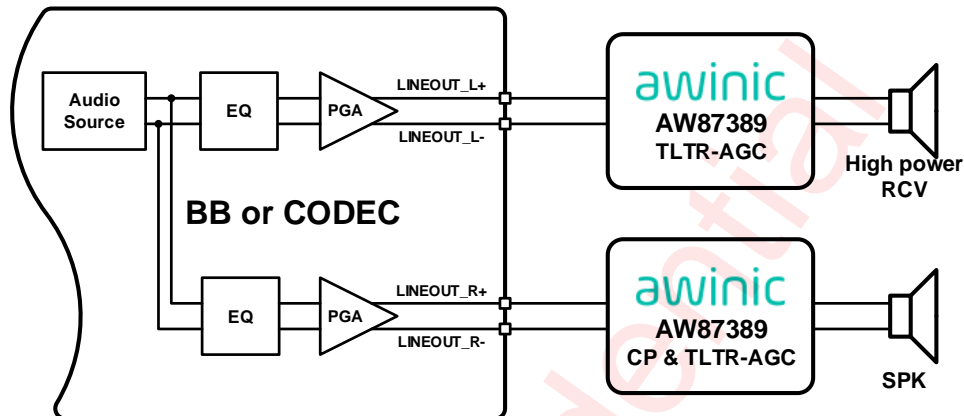 Audio
Source
EQ
PGA
LINEOUT_L+
LINEOUT_L-
awinic
AW87389
TLTR-AGC
High power
RCV
BB or CODEC
EQ
PGA
LINEOUT_R+
LINEOUT_R-
awinic
AW87389
CP & TLTR-AGC
SPK
dential